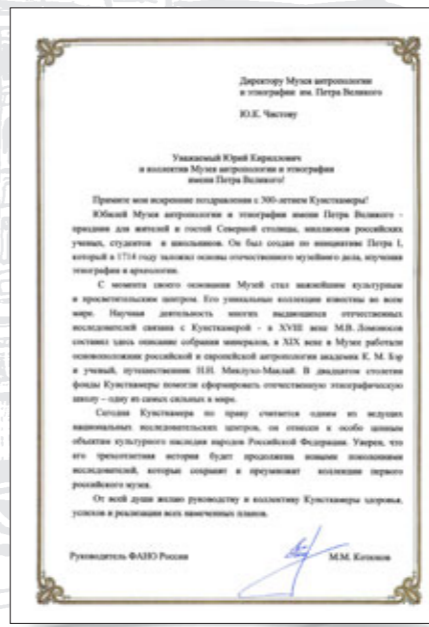 Директору Музея антропологии
и этнографии им. Петра Великого
Ю.К. Чистову
Уважаемый Юрий Кириллович
и коллектив Музея антропологии и этнографии
имени Петра Великого!
Примите мои искренние поздравления с 300-летием Кунсткамеры!
Юбилей Музея антропологии и этнографии имени Петра Великого -
праздник для жителей и гостей Северной столицы, миллионов российских
ученых, студентов и школьников. Он был создан по инициативе Петра I,
который в 1714 году заложил основы отечественного музейного дела, изучения
этнографии и археологии.
С момента своего основания Музей стал важнейшим культурным
и просветительским центром. Его уникальные коллекции известны во всем
мире. Научная деятельность многих выдающихся отечественных
исследователей связана с Кунсткамерой - в XVIII веке М.В. Ломоносов
составил здесь описание собрания минералов, в XIX веке в Музее работали
основоположники российской и европейской антропологии академик К. М. Бэр
и ученый, путешественник Н.Н. Миклухо-Маклай. В двадцатом столетии
фонды Кунсткамеры помогли сформировать отечественную этнографическую
школу – одну из самых сильных в мире.
Сегодня Кунсткамера по праву считается одним из ведущих
национальных исследовательских центров, он отнесен к особо ценным
объектам культурного наследия народов Российской Федерации. Уверен, что
его трехсотлетняя история будет продолжена новыми поколениями
исследователей, которые сохранят и преумножат коллекции первого
российского музея.
От всей души желаю руководству и коллективу Кунсткамеры здоровья,
успехов и реализации всех намеченных планов.
Руководитель ФАНО России
М.М. Котюков